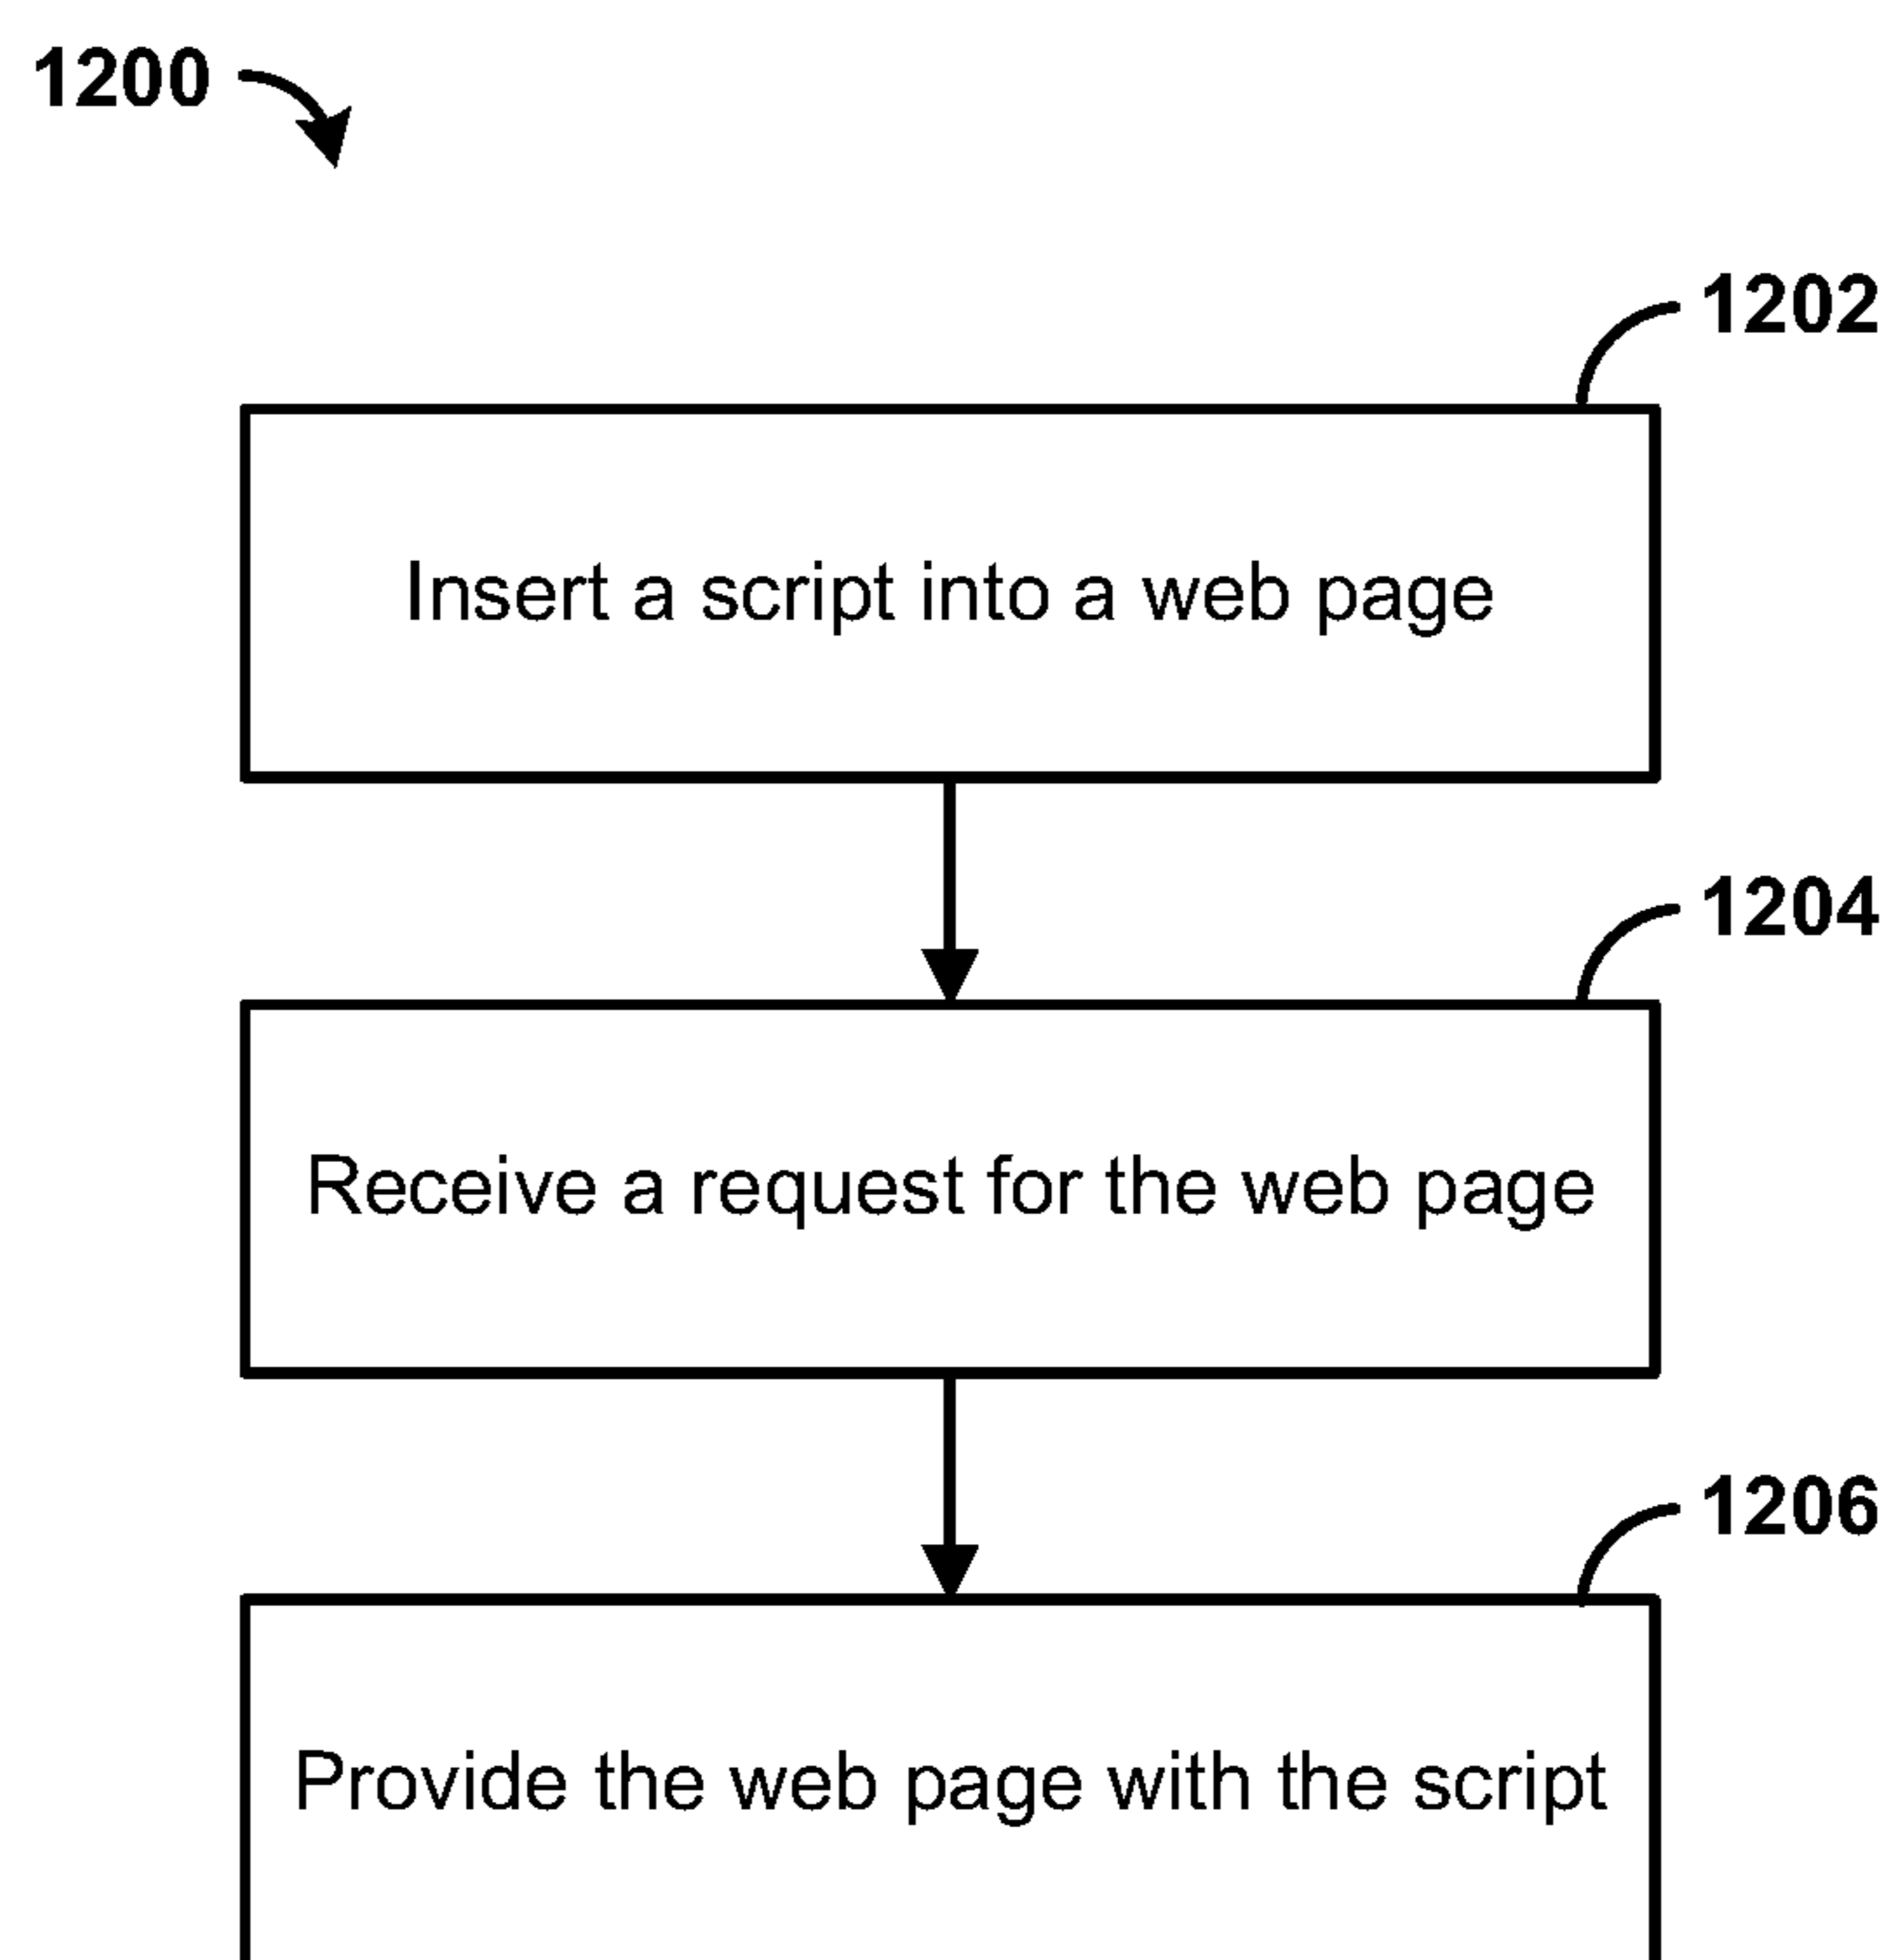 1200
1202
Insert a script into a web page
1204
Receive a request for the web page
1206
Provide the web page with the script